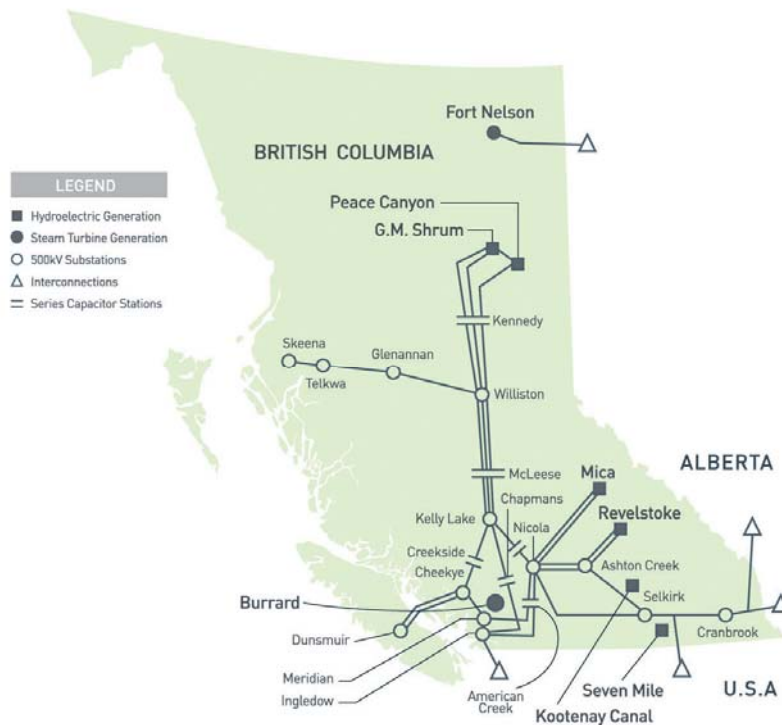 Fort Nelson
BRITISH COLUMBIA
LEGEND
Hydroelectric Generation
Steam Turbine Generation
500kV Substations
Interconnections
Series Capacitor Stations
Peace Canyon
G.M. Shrum
Kennedy
Skeena
Telkwa
Glenannan
Williston
McLeese
Mica
ALBERTA
Chapmans
Kelly Lake
Nicola
Revelstoke
Creekside
Cheekye
Ashton Creek
Burrard
Selkirk
Dunsmuir
Cranbrook
Meridian
Ingledow
American
Creek
Seven Mile
U.S.A
Kootenay Canal